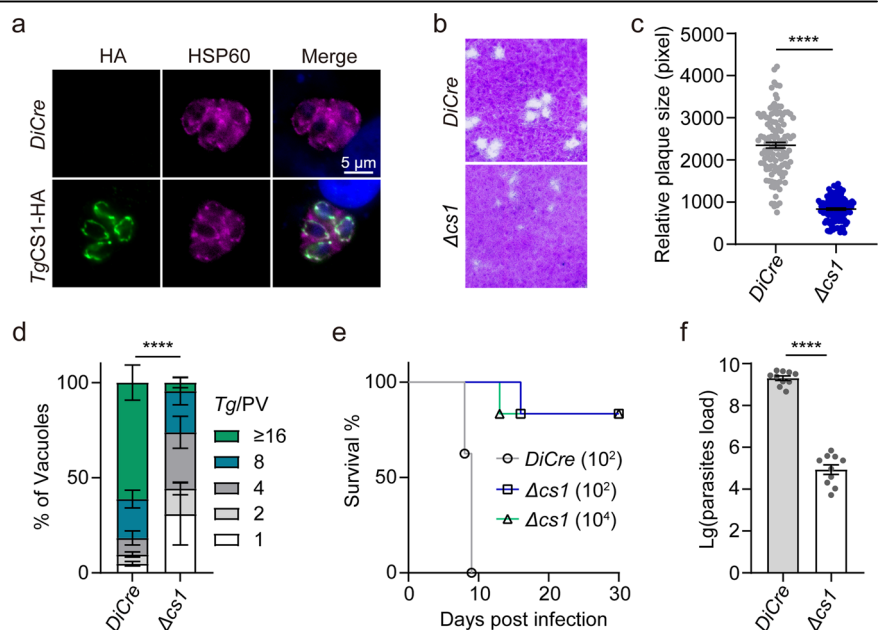 a
HA HSP60 Merge
DiCre
5 μm
TgCS1-HA
b
DiCre
Δcs1
c
Relative plaque size (pixel)
5000
4000
3000
2000
1000
0
****
DiCre Δcs1
d
% of Vacuoles
100
50
0
****
DiCre Δcs1
Tg/PV
≥16
8
4
2
1
e
Survival %
100
50
0
DiCre (10²)
Δcs1 (10²)
Δcs1 (10⁴)
0 10 20 30
Days post infection
f
Lg(parasites load)
10
8
6
4
2
0
****
DiCre Δcs1